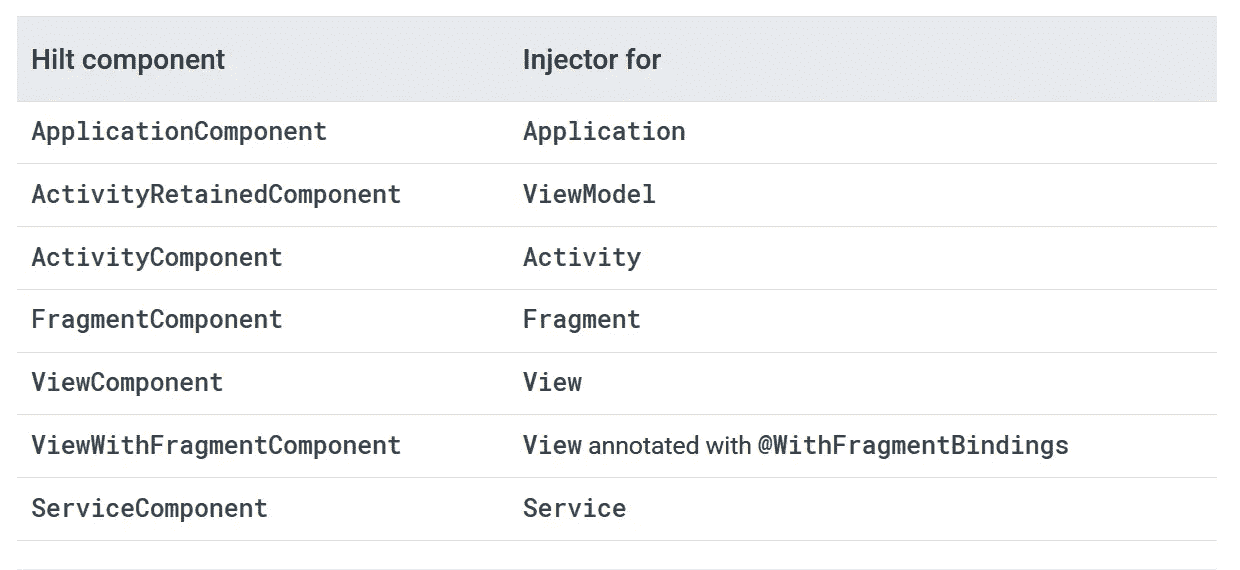 Hilt component Injector for
ApplicationComponent Application
ActivityRetainedComponent ViewModel
ActivityComponent Activity
FragmentComponent Fragment
ViewComponent View
ViewWithFragmentComponent View annotated with @WithFragmentBindings
ServiceComponent Service